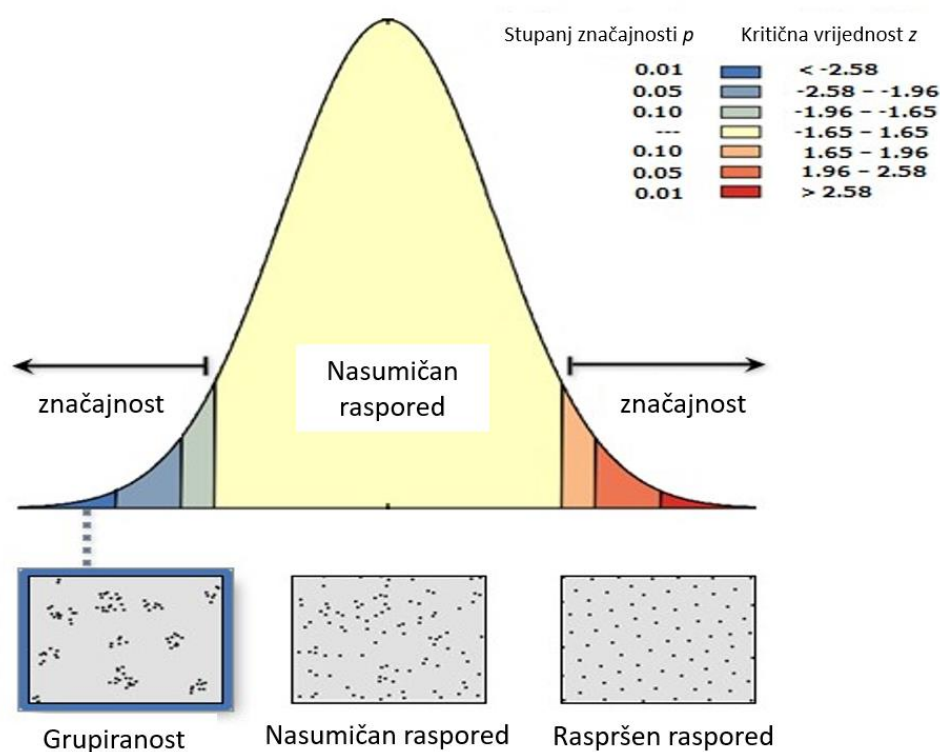 Stupanj značajnosti p Kritična vrijednost z
0.01 < -2.58
0.05 -2.58 – -1.96
0.10 -1.96 – -1.65
--- -1.65 – 1.65
0.10 1.65 – 1.96
0.05 1.96 – 2.58
0.01 > 2.58
Nasumičan
raspored
značajnost
značajnost
Grupiranost
Nasumičan raspored
Raspršen raspored